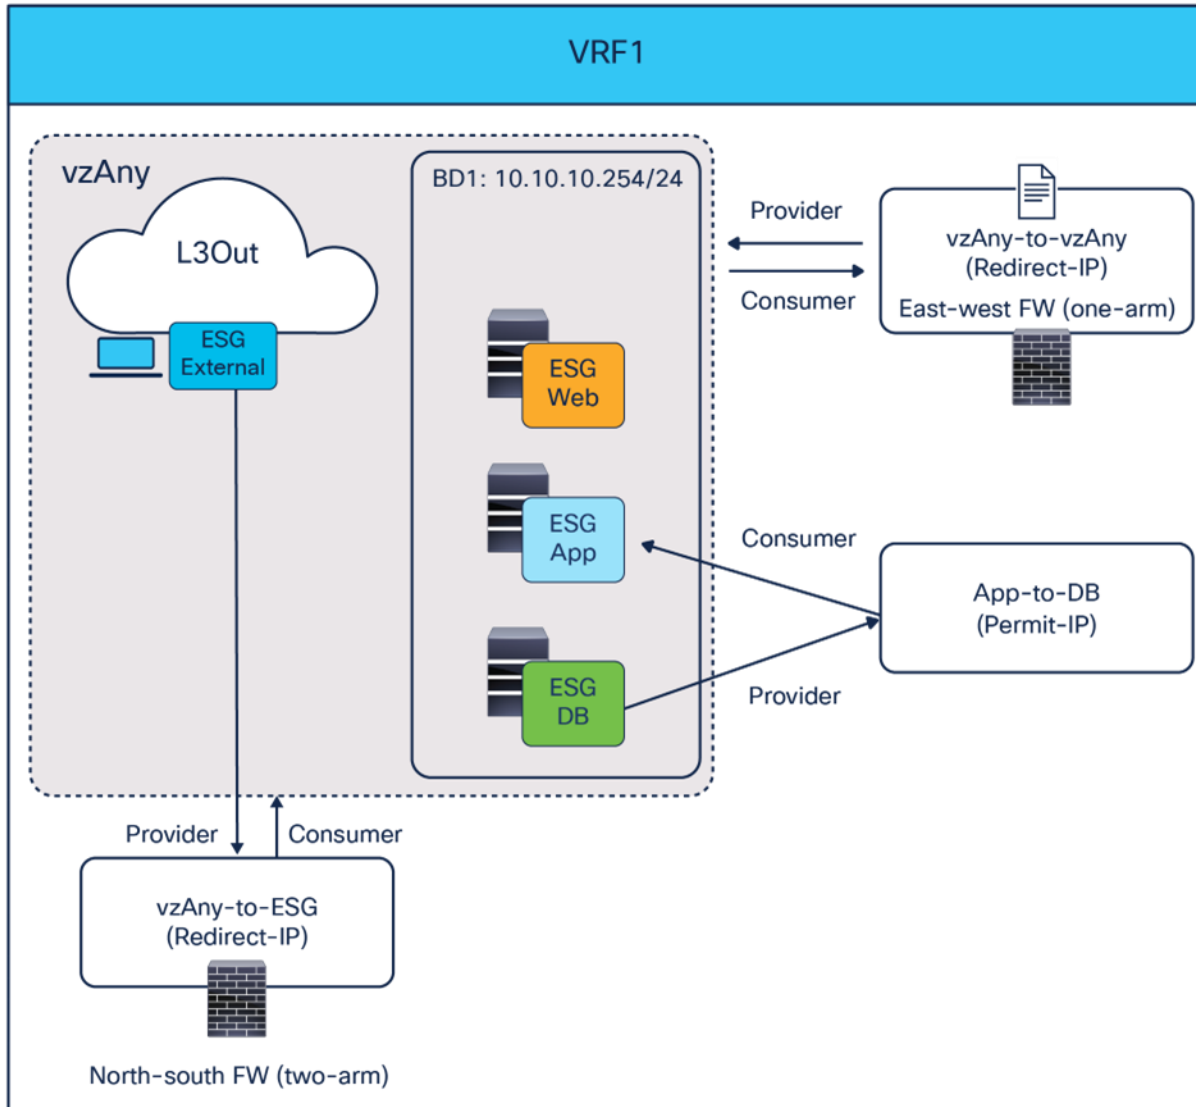 VRF1
vzAny
L3Out
ESG
External
BD1: 10.10.10.254/24
ESG
Web
ESG
App
ESG
DB
Provider
Consumer
vzAny-to-vzAny
(Redirect-IP)
East-west FW (one-arm)
Consumer
Provider
App-to-DB
(Permit-IP)
Provider
Consumer
vzAny-to-ESG
(Redirect-IP)
North-south FW (two-arm)